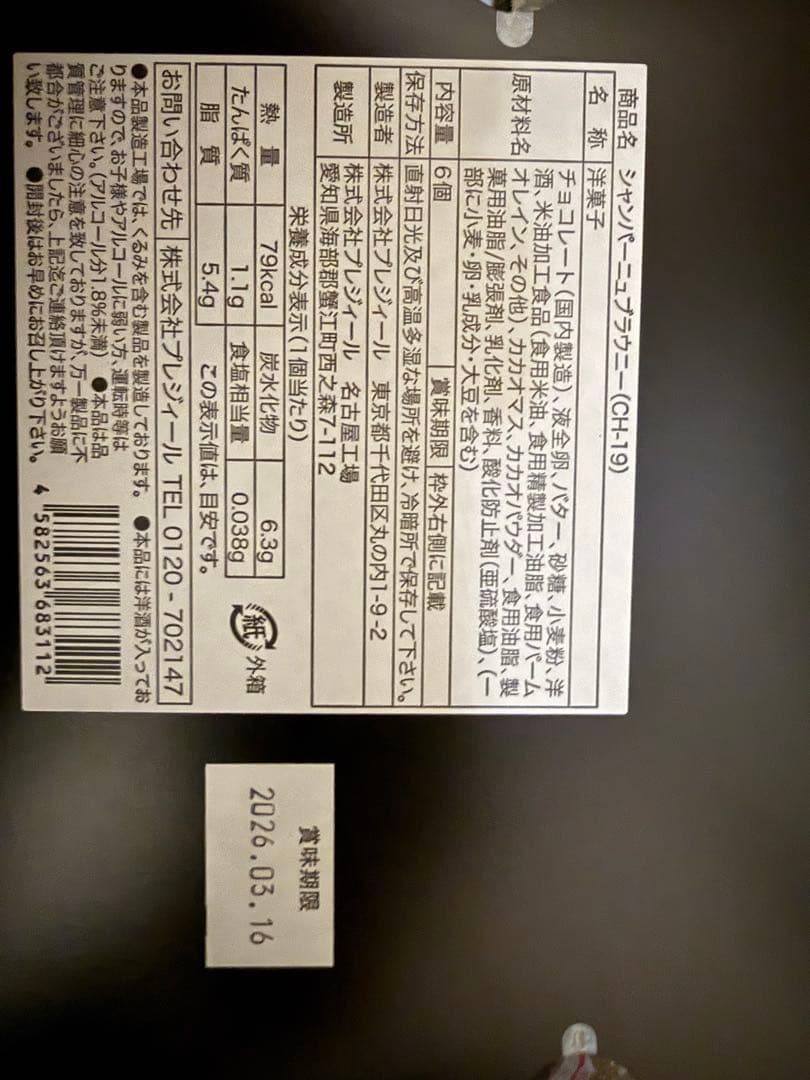 商品名 シャンパーニュブラウニー(CH-19)
名 称 洋菓子
原材料名 チョコレート(国内製造)、液全卵、バター、砂糖、小麦粉、洋
酒、米油加工食品(食用米油、食用精製加工油脂、食用パーム
オレイン、その他)、カカオマス、カカオパウダー、食用油脂、製
菓用油脂/膨張剤、乳化剤、香料、酸化防止剤(亜硫酸塩)、(一
部に小麦・卵・乳成分・大豆を含む)
内容量 6個 賞味期限 枠外右側に記載
保存方法 直射日光及び高温多湿な場所を避け、冷暗所で保存して下さい。
製造者 株式会社プレジィール 東京都千代田区丸の内1-9-2
製造所 株式会社プレジィール 名古屋工場
愛知県海部郡蟹江町西之森7-112
栄養成分表示(1個当たり)
熱 量 79kcal 炭水化物 6.3g
たんぱく質 1.1g 食塩相当量 0.038g
脂 質 5.4g この表示値は、目安です。
紙 外箱
お問い合わせ先 株式会社プレジィール TEL 0120-702147
●本品製造工場では、くるみを含む製品を製造しております。 ●本品には洋酒が入ってお
りますので、お子様やアルコールに弱い方、運転時等は
ご注意下さい。(アルコール分1.8%未満) ●本品は品
質管理に細心の注意を致しておりますが、万一製品に不
都合がございましたら、上記迄ご連絡頂けますようお願
い致します。 ●開封後はお早めにお召し上がり下さい。
4 582563 683112
賞味期限
2026.03.16